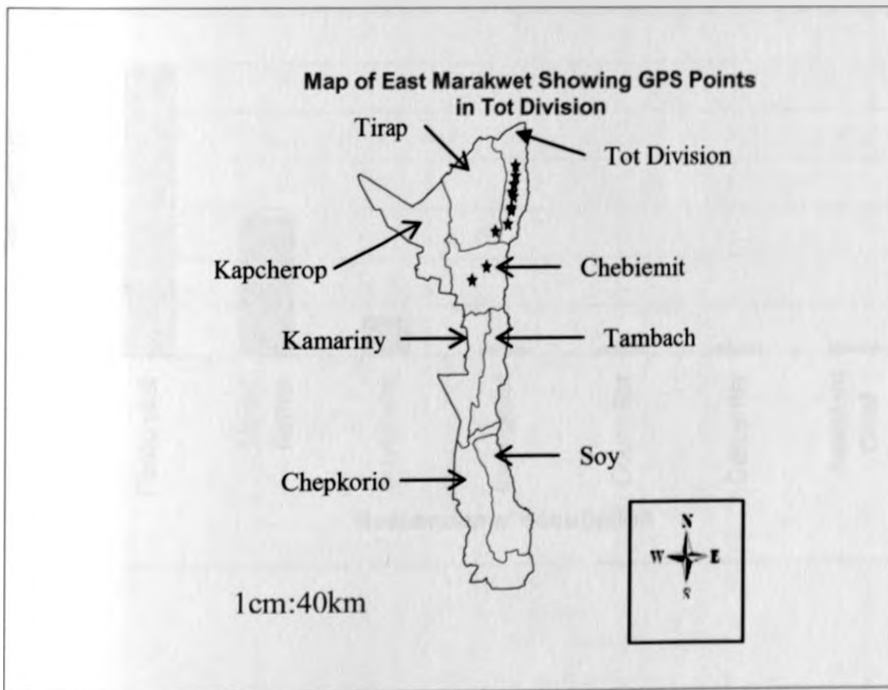 Map of East Marakwet Showing GPS Points
in Tot Division
Tirap
Tot Division
Kapcherop
Chebiemit
Kamariny
Tambach
Chepkorio
Soy
N
W E
S
1cm:40km